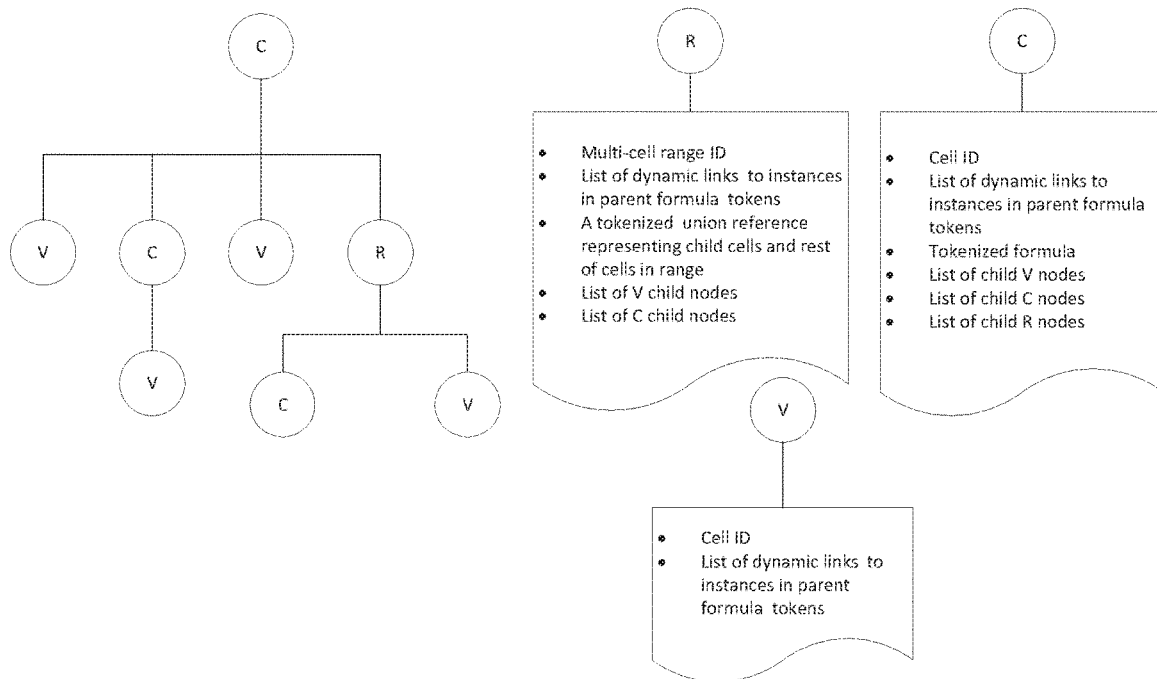 C
V
C
V
R
V
C
V
R
• Multi-cell range ID
• List of dynamic links to instances
in parent formula tokens
• A tokenized union reference
representing child cells and rest
of cells in range
• List of V child nodes
• List of C child nodes
C
• Cell ID
• List of dynamic links to
instances in parent formula
tokens
• Tokenized formula
• List of child V nodes
• List of child C nodes
• List of child R nodes
V
• Cell ID
• List of dynamic links to
instances in parent
formula tokens